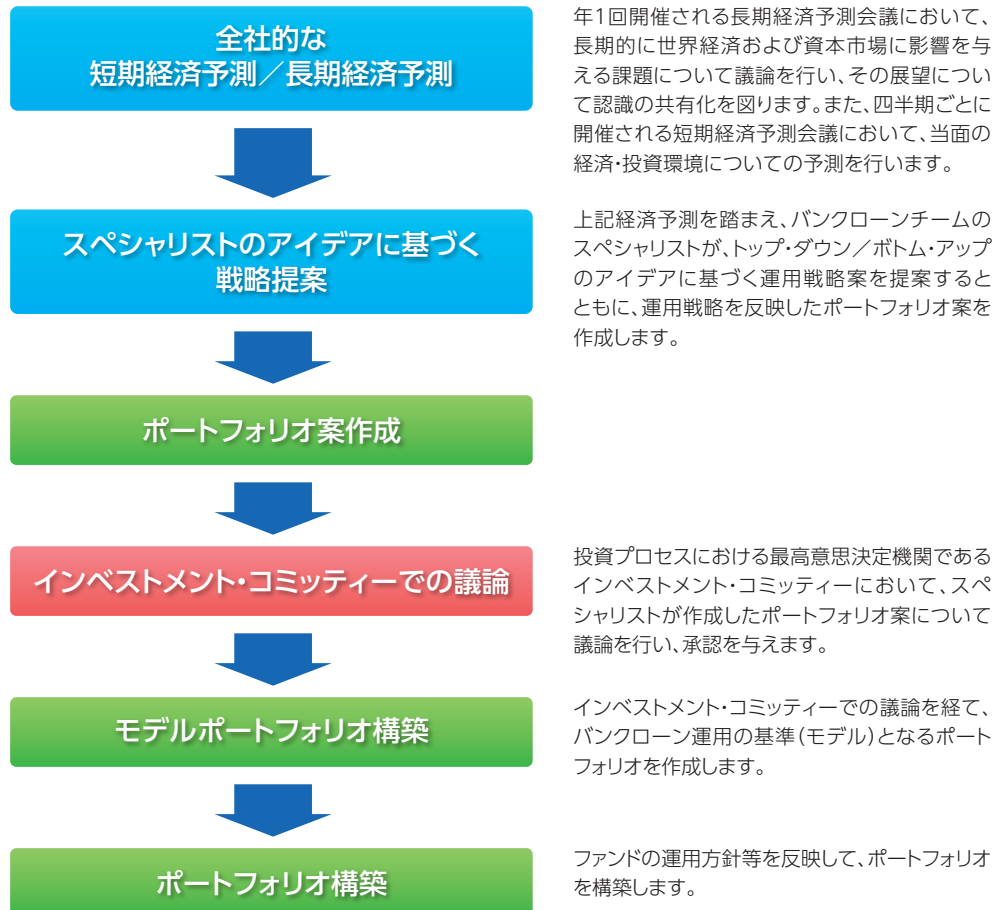 全社的な
短期経済予測／長期経済予測
年1回開催される長期経済予測会議において、
長期的に世界経済および資本市場に影響を与
える課題について議論を行い、その展望につい
て認識の共有化を図ります。また、四半期ごとに
開催される短期経済予測会議において、当面の
経済・投資環境についての予測を行います。
スペシャリストのアイデアに基づく
戦略提案
上記経済予測を踏まえ、バンクローンチームの
スペシャリストが、トップ・ダウン／ボトム・アップ
のアイデアに基づく運用戦略案を提案すると
ともに、運用戦略を反映したポートフォリオ案を
作成します。
ポートフォリオ案作成
インベストメント・コミッティーでの議論
投資プロセスにおける最高意思決定機関である
インベストメント・コミッティーにおいて、スペ
シャリストが作成したポートフォリオ案について
議論を行い、承認を与えます。
モデルポートフォリオ構築
インベストメント・コミッティーでの議論を経て、
バンクローン運用の基準（モデル）となるポート
フォリオを作成します。
ポートフォリオ構築
ファンドの運用方針等を反映して、ポートフォリオ
を構築します。